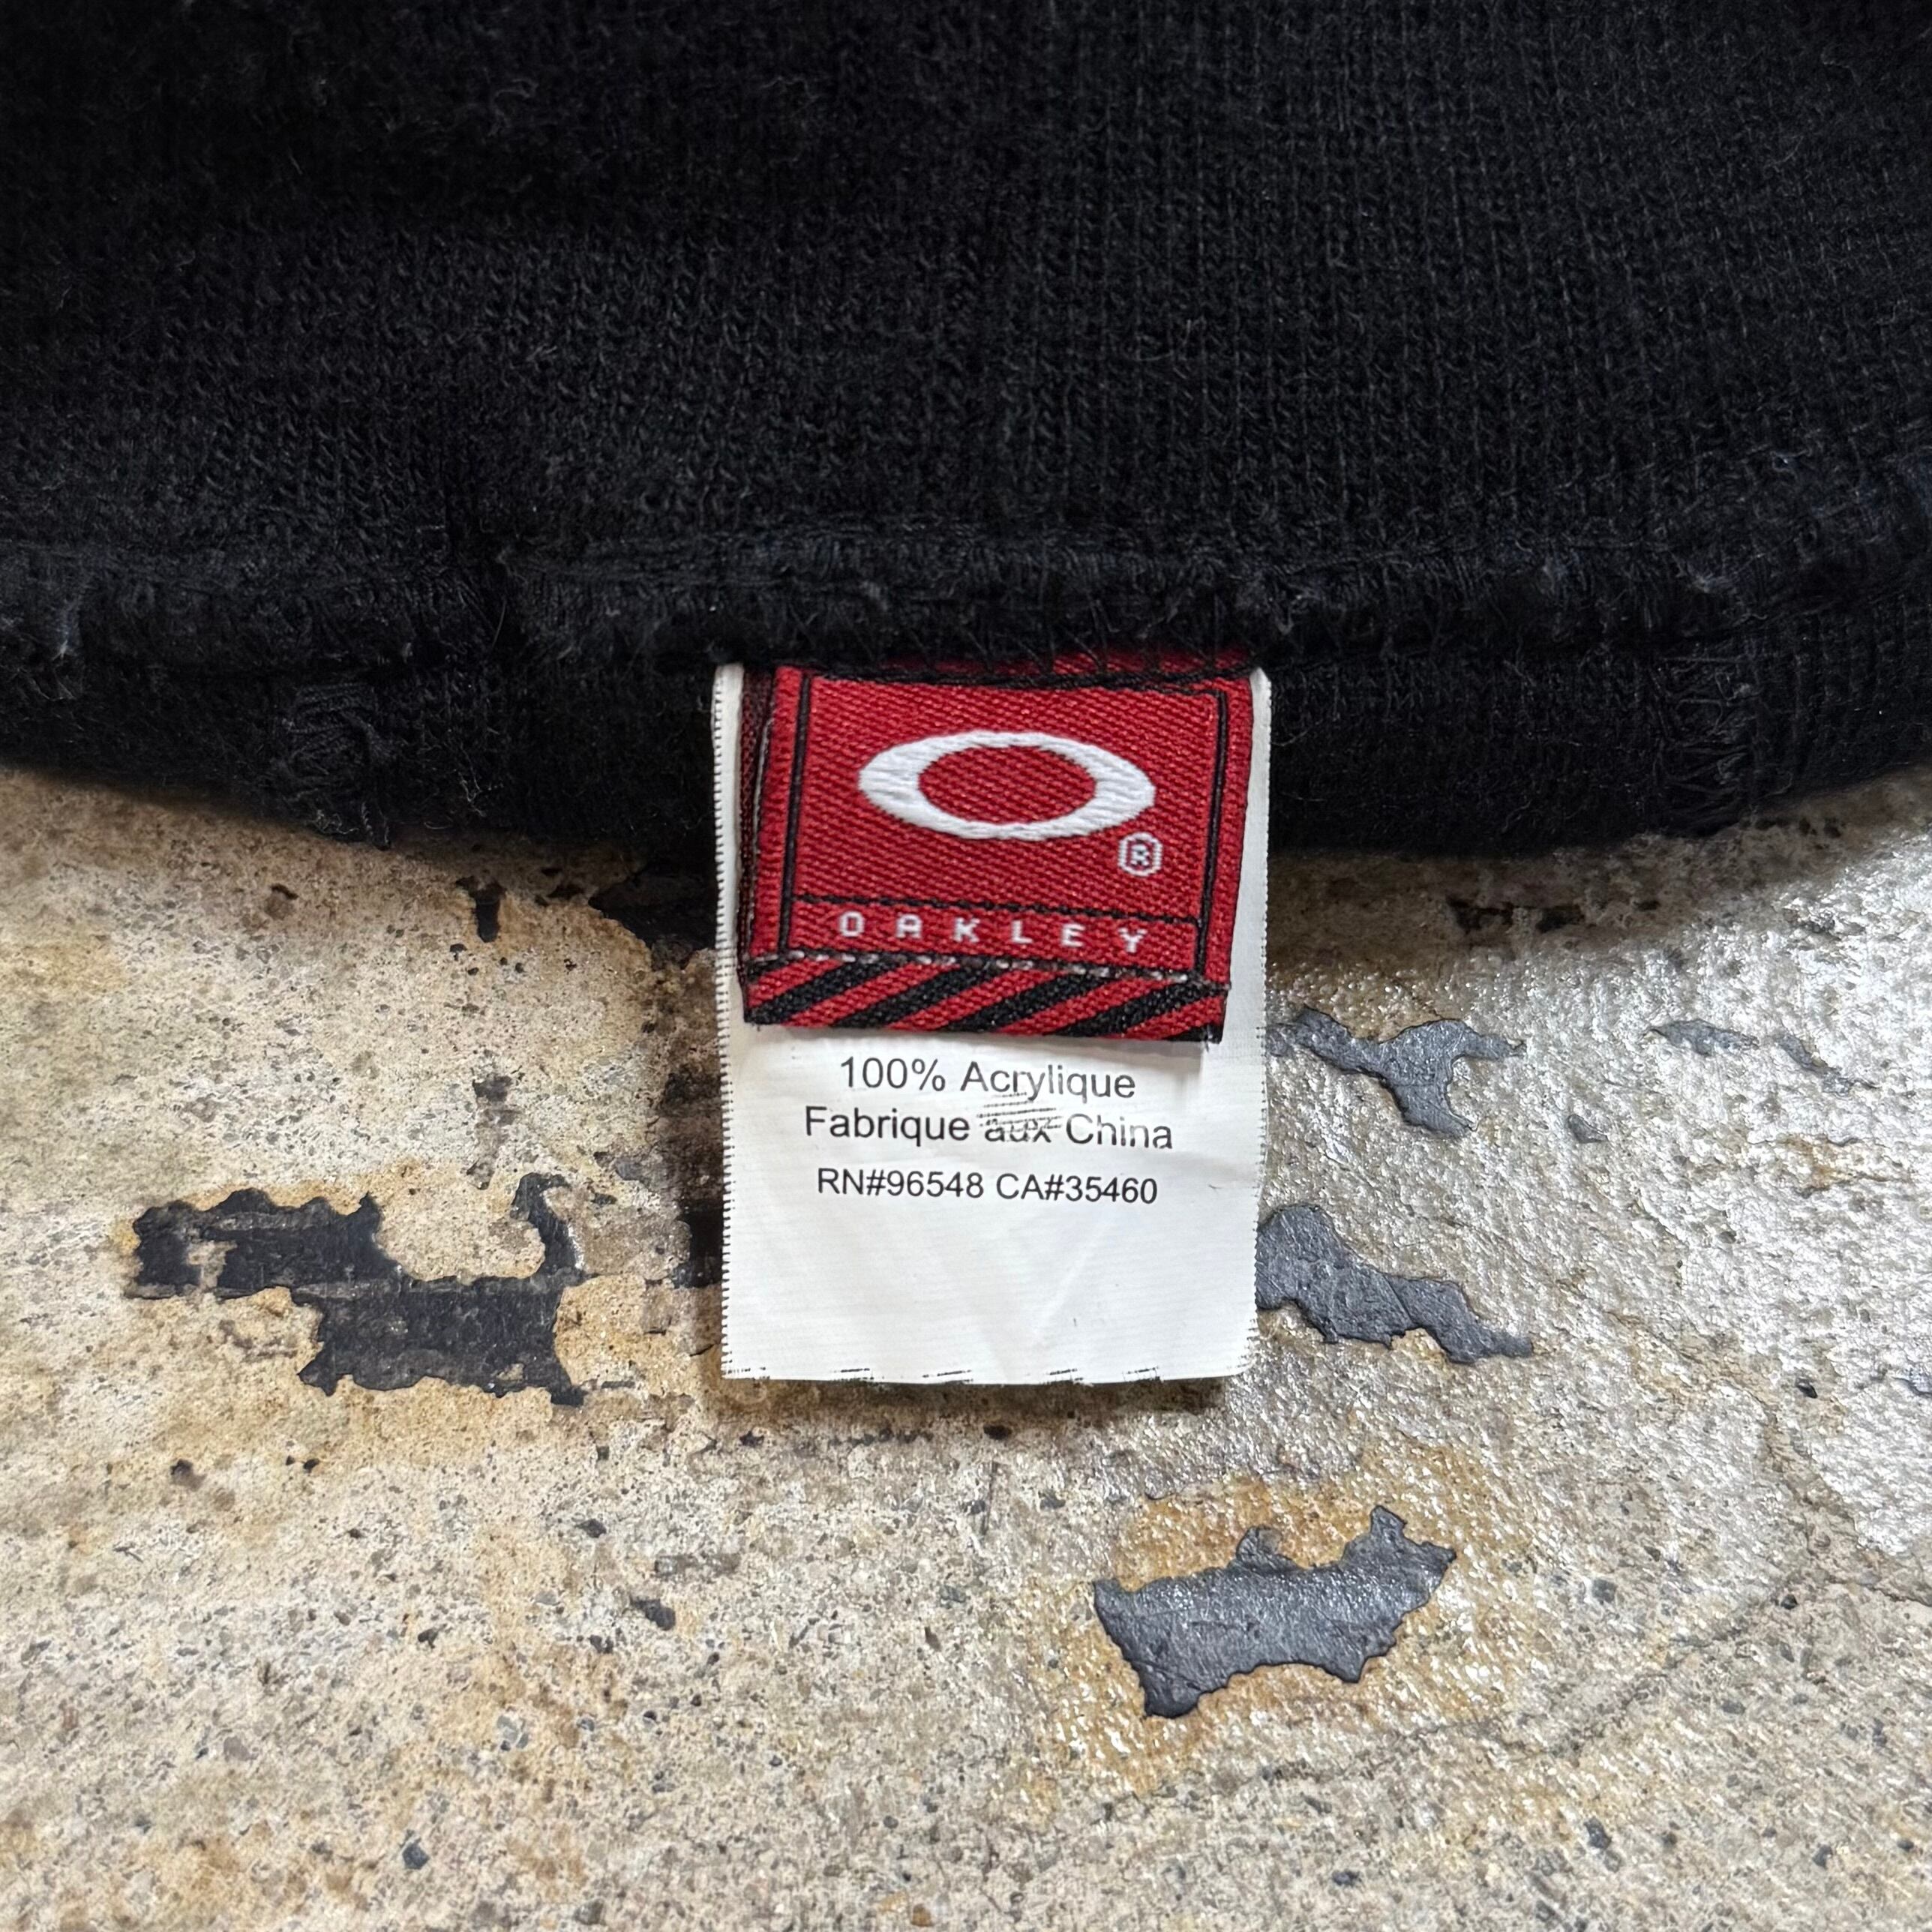 ®
OAKLEY
100% Acrylique
Fabrique aux China
RN#96548 CA#35460